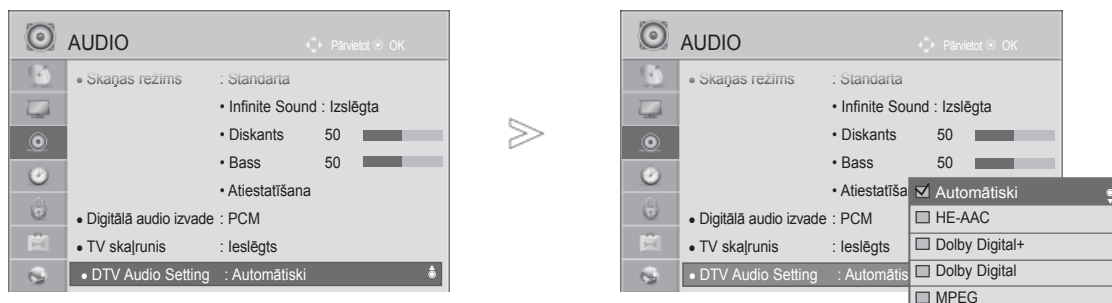 AUDIO
Pārvietot OK
• Skaņas režīms : Standarta
• Infinite Sound : Izslēgta
• Diskants 50
• Bass 50
• Atiestatīšana
• Digitālā audio izvade : PCM
• TV skaļrunis : Ieslēgts
• DTV Audio Setting : Automātiski
AUDIO
Pārvietot OK
• Skaņas režīms : Standarta
• Infinite Sound : Izslēgta
• Diskants 50
• Bass 50
• Atiestatīša
• Digitālā audio izvade : PCM
• TV skaļrunis : Ieslēgts
• DTV Audio Setting : Automātis
Automātiski
HE-AAC
Dolby Digital+
Dolby Digital
MPEG